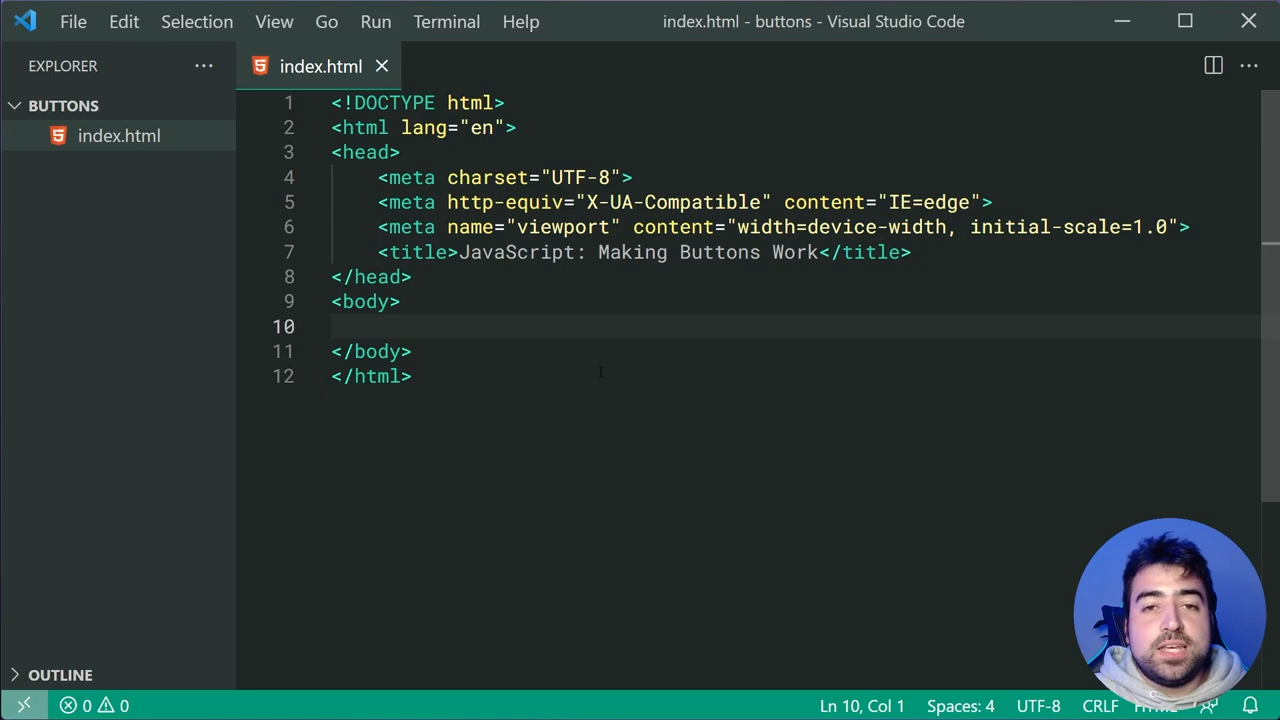 File Edit Selection View Go Run Terminal Help index.html - buttons - Visual Studio Code
EXPLORER
index.html
BUTTONS
index.html
1 <!DOCTYPE html>
2 <html lang="en">
3 <head>
4 <meta charset="UTF-8">
5 <meta http-equiv="X-UA-Compatible" content="IE=edge">
6 <meta name="viewport" content="width=device-width, initial-scale=1.0">
7 <title>JavaScript: Making Buttons Work</title>
8 </head>
9 <body>
10
11 </body>
12 </html>
OUTLINE
0 0 Ln 10, Col 1 Spaces: 4 UTF-8 CRLF